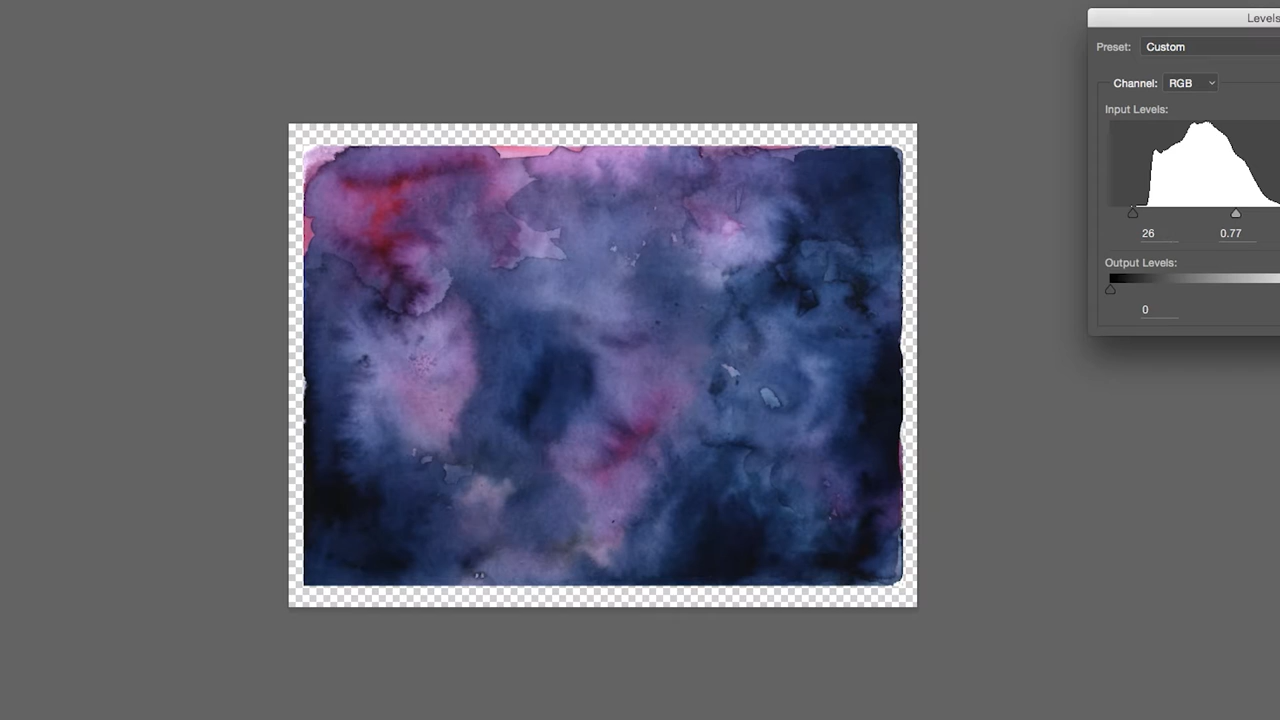 Levels
Preset: Custom
Channel: RGB
Input Levels:
26 0.77
Output Levels:
0